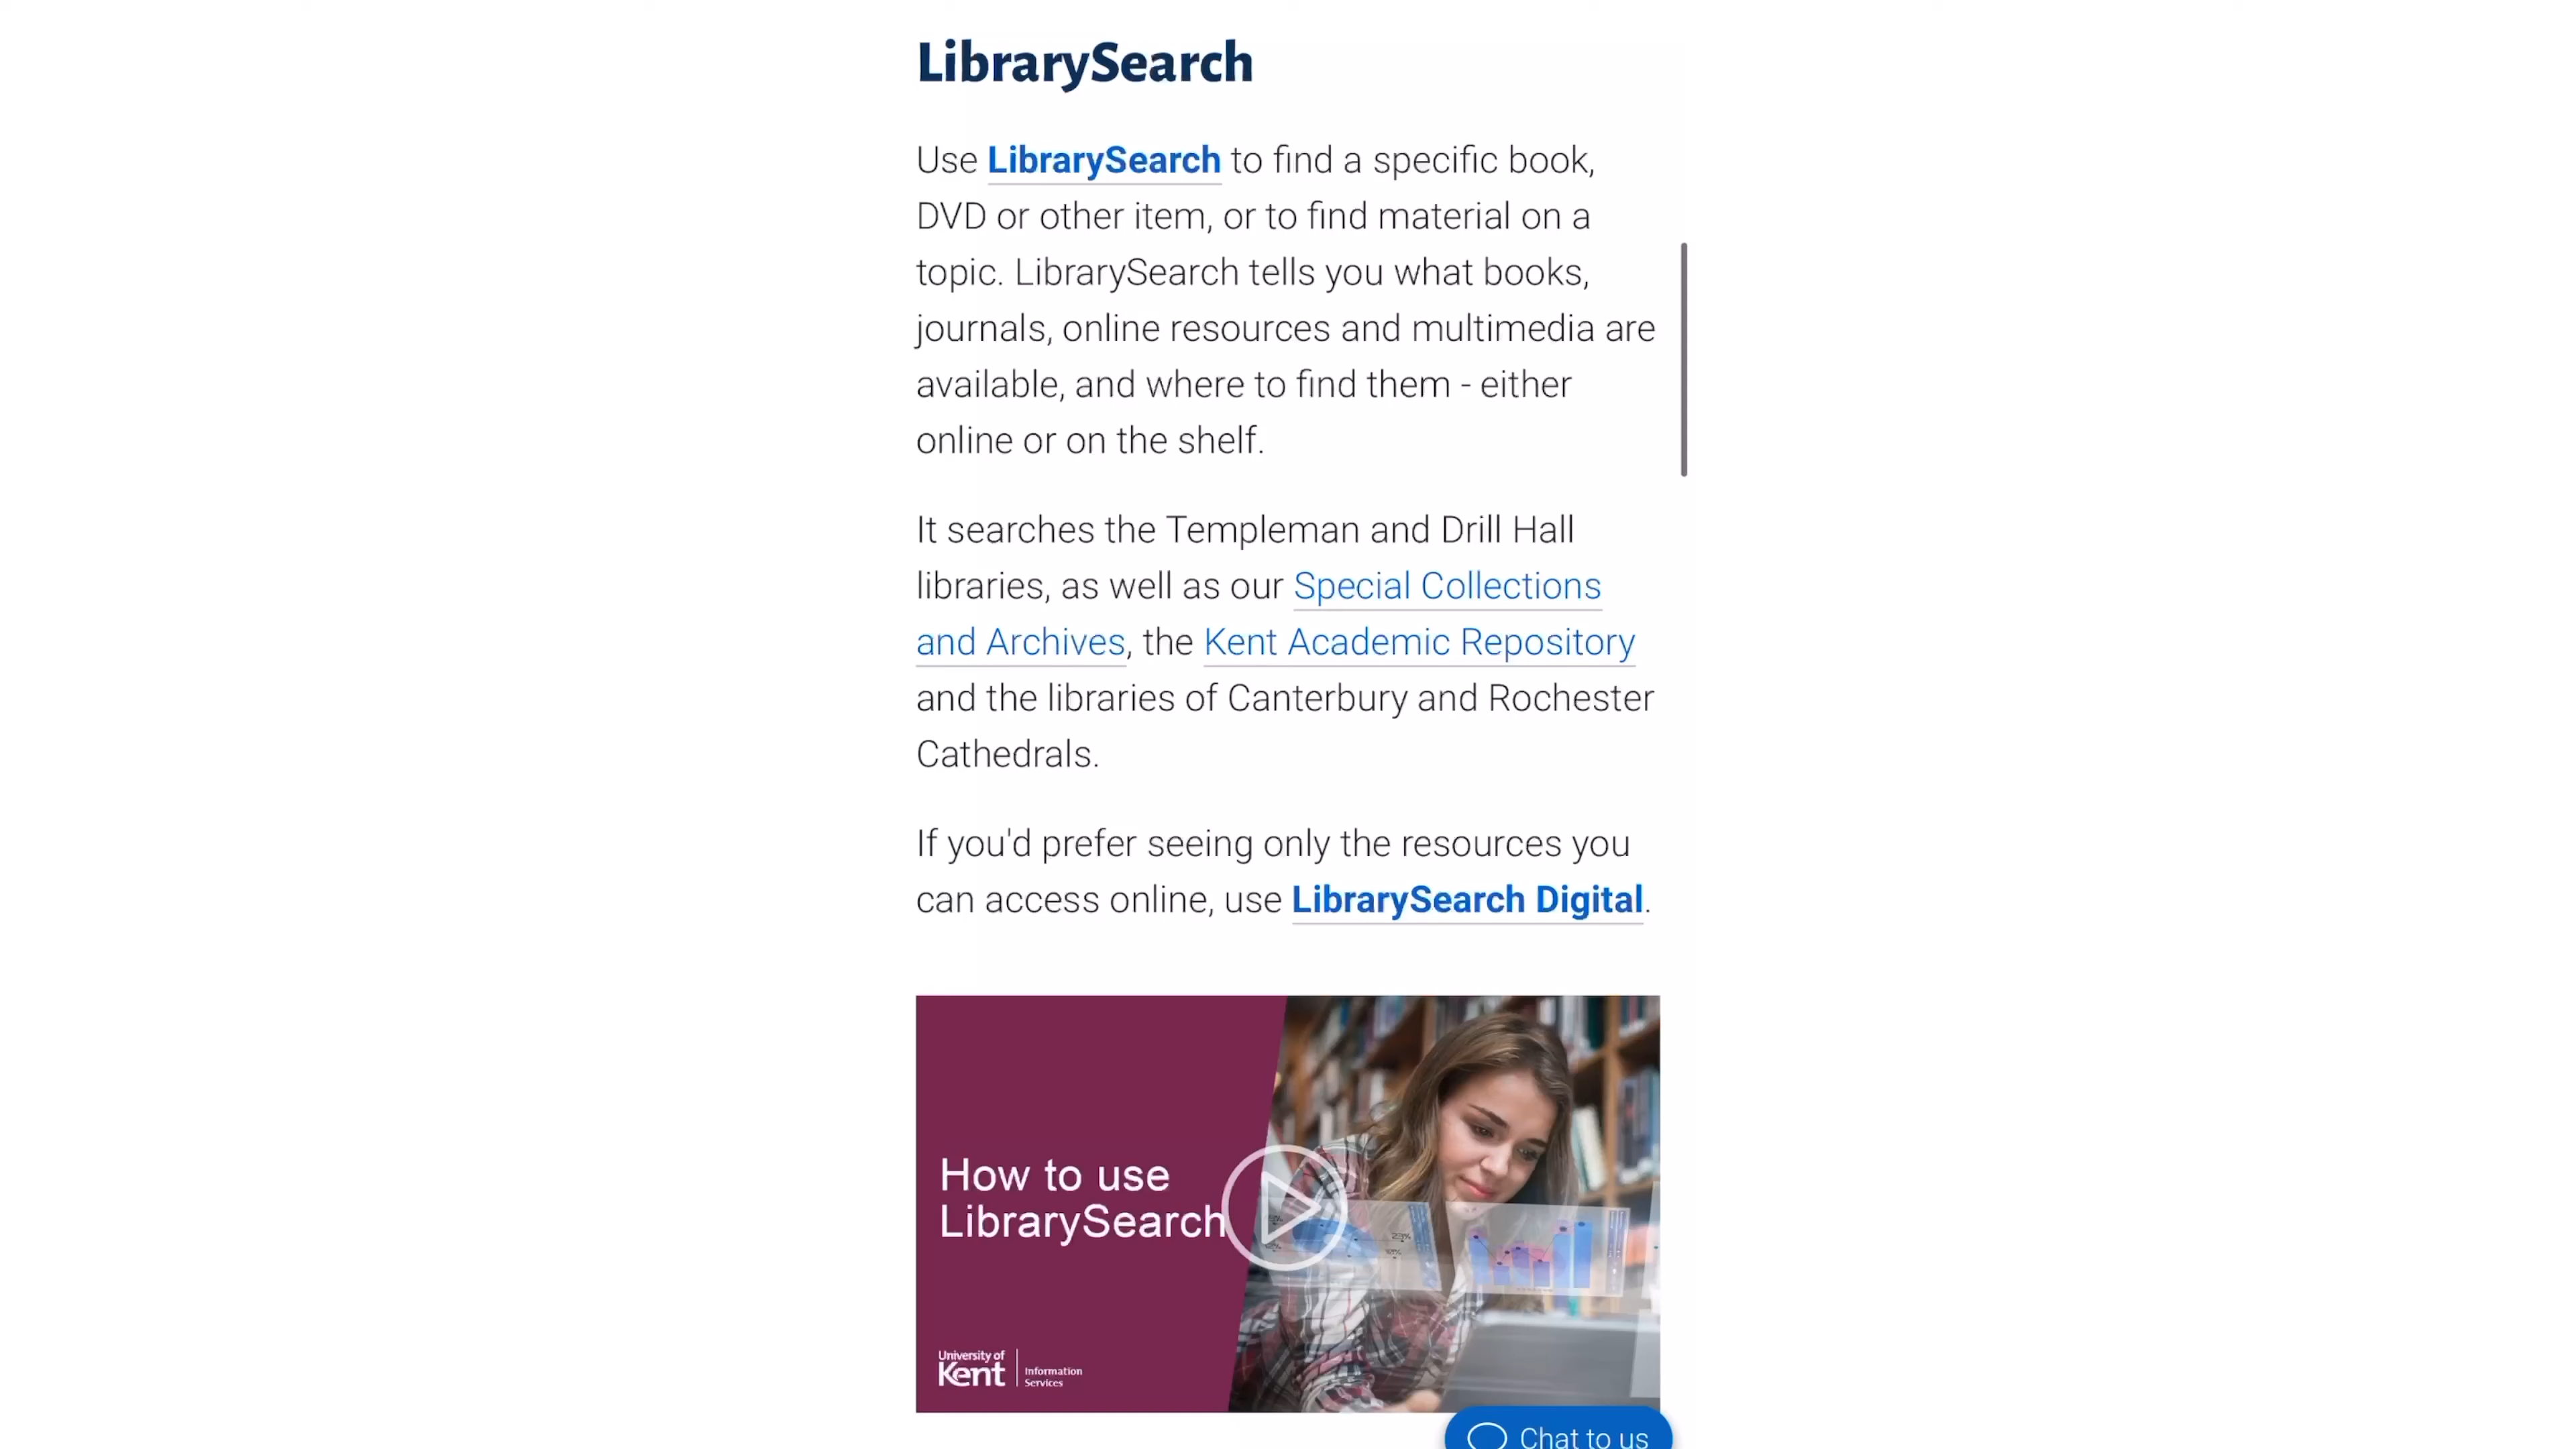 LibrarySearch
Use LibrarySearch to find a specific book,
DVD or other item, or to find material on a
topic. LibrarySearch tells you what books,
journals, online resources and multimedia are
available, and where to find them - either
online or on the shelf.
It searches the Templeman and Drill Hall
libraries, as well as our Special Collections
and Archives, the Kent Academic Repository
and the libraries of Canterbury and Rochester
Cathedrals.
If you'd prefer seeing only the resources you
can access online, use LibrarySearch Digital.
How to use
LibrarySearch
University of
Kent
Information
Services
Chat to us